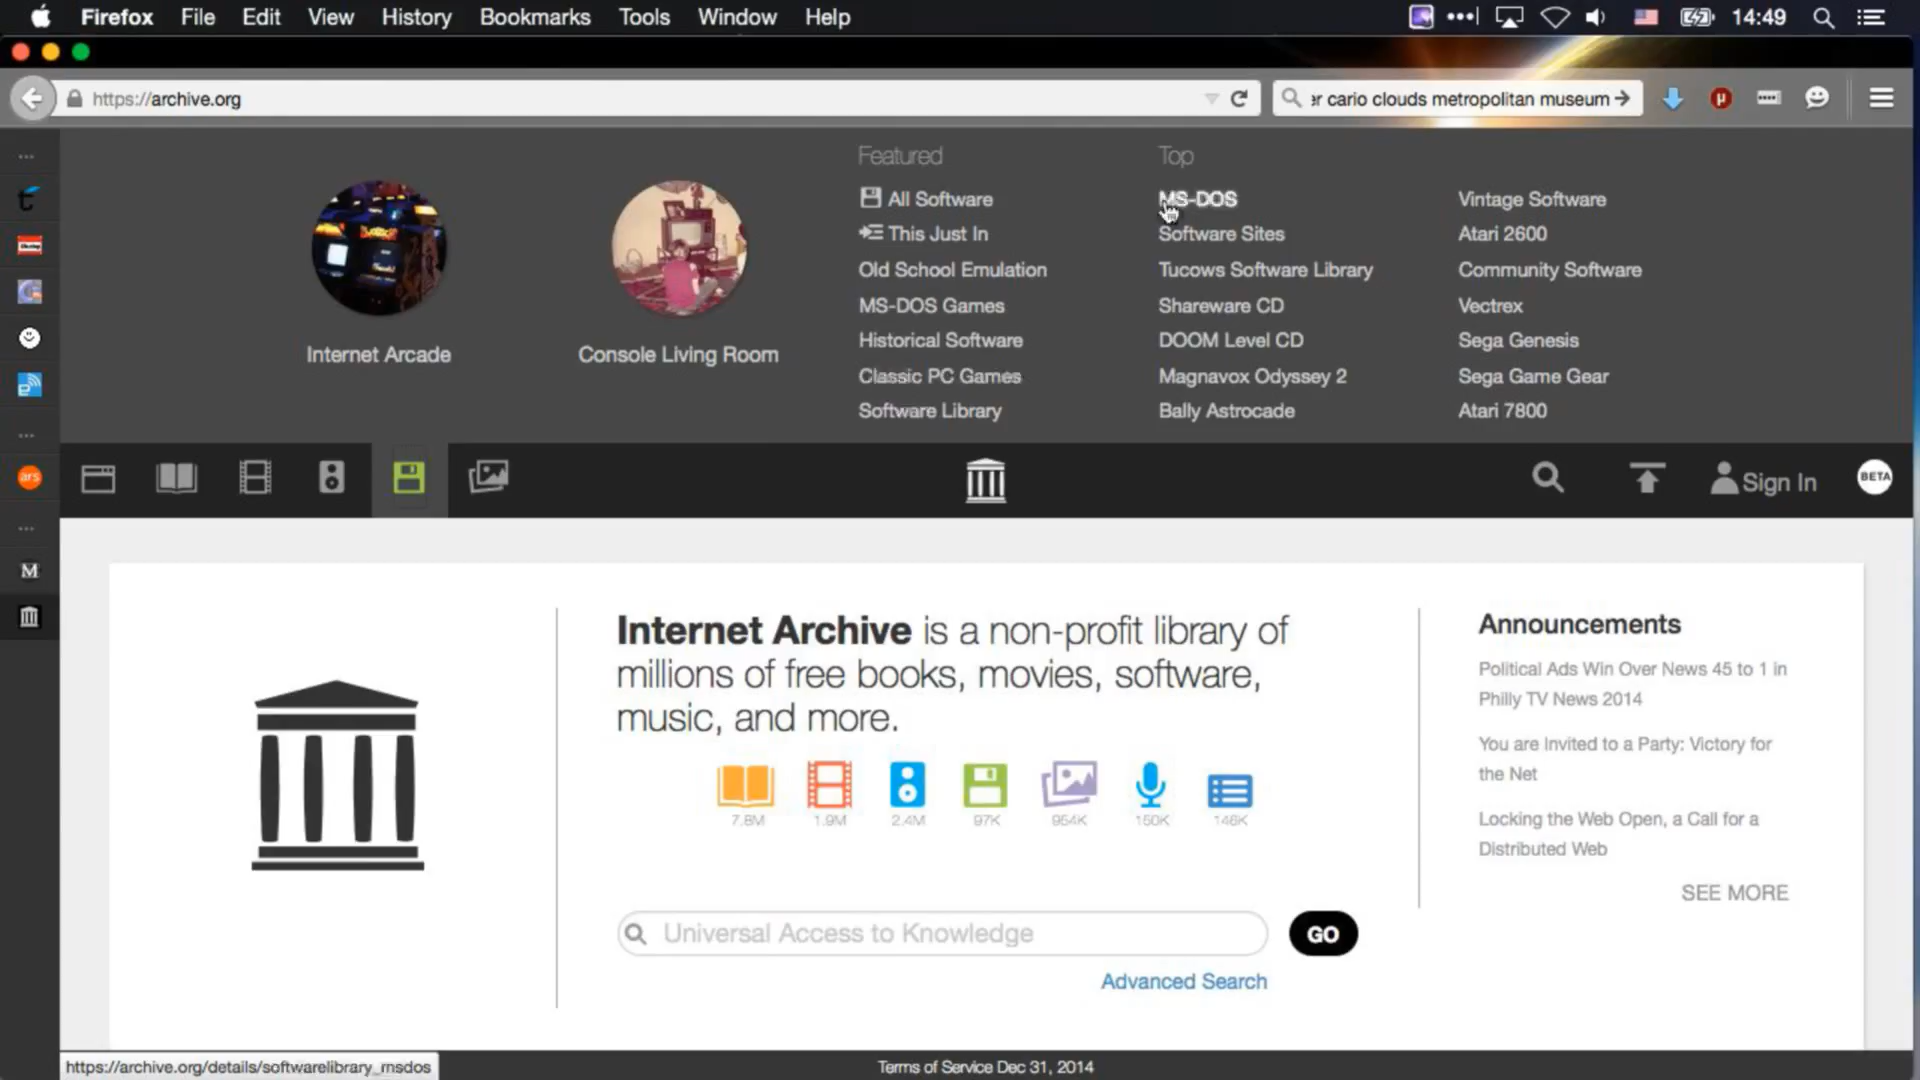 Firefox File Edit View History Bookmarks Tools Window Help 14:49
https://archive.org
er cario clouds metropolitan museum
Featured
All Software
This Just In
Old School Emulation
MS-DOS Games
Historical Software
Classic PC Games
Software Library
Top
MS-DOS
Software Sites
Tucows Software Library
Shareware CD
DOOM Level CD
Magnavox Odyssey 2
Bally Astrocade
Vintage Software
Atari 2600
Community Software
Vectrex
Sega Genesis
Sega Game Gear
Atari 7800
Internet Arcade
Console Living Room
ars
M
Sign In
BETA
Internet Archive is a non-profit library of
millions of free books, movies, software,
music, and more.
7.8M 1.9M 2.4M 97K 954K 150K 146K
Universal Access to Knowledge
GO
Advanced Search
Announcements
Political Ads Win Over News 45 to 1 in
Philly TV News 2014
You are Invited to a Party: Victory for
the Net
Locking the Web Open, a Call for a
Distributed Web
SEE MORE
https://archive.org/details/softwarelibrary_msdos
Terms of Service Dec 31, 2014